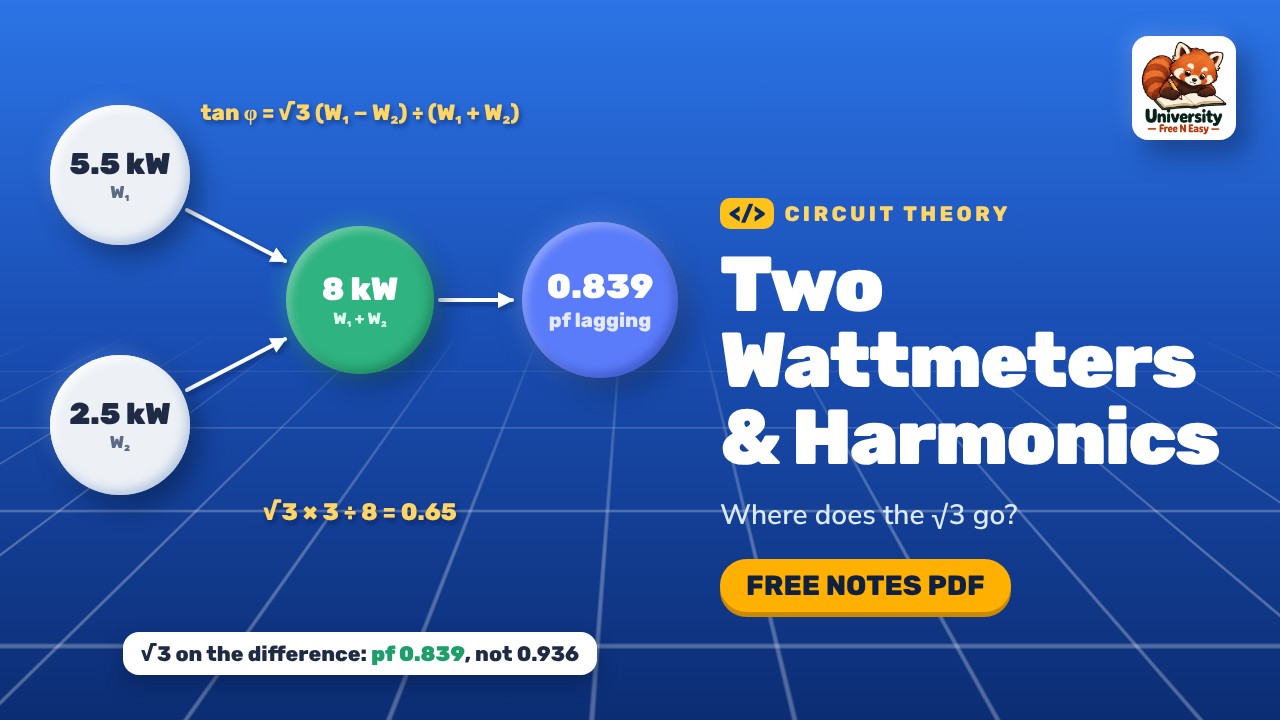 tan φ = √3 (W₁ − W₂) ÷ (W₁ + W₂)
5.5 kW
W₁
8 kW
W₁ + W₂
0.839
pf lagging
2.5 kW
W₂
√3 × 3 ÷ 8 = 0.65
√3 on the difference: pf 0.839, not 0.936
University
Free N Easy
</> CIRCUIT THEORY
Two
Wattmeters
& Harmonics
Where does the √3 go?
FREE NOTES PDF